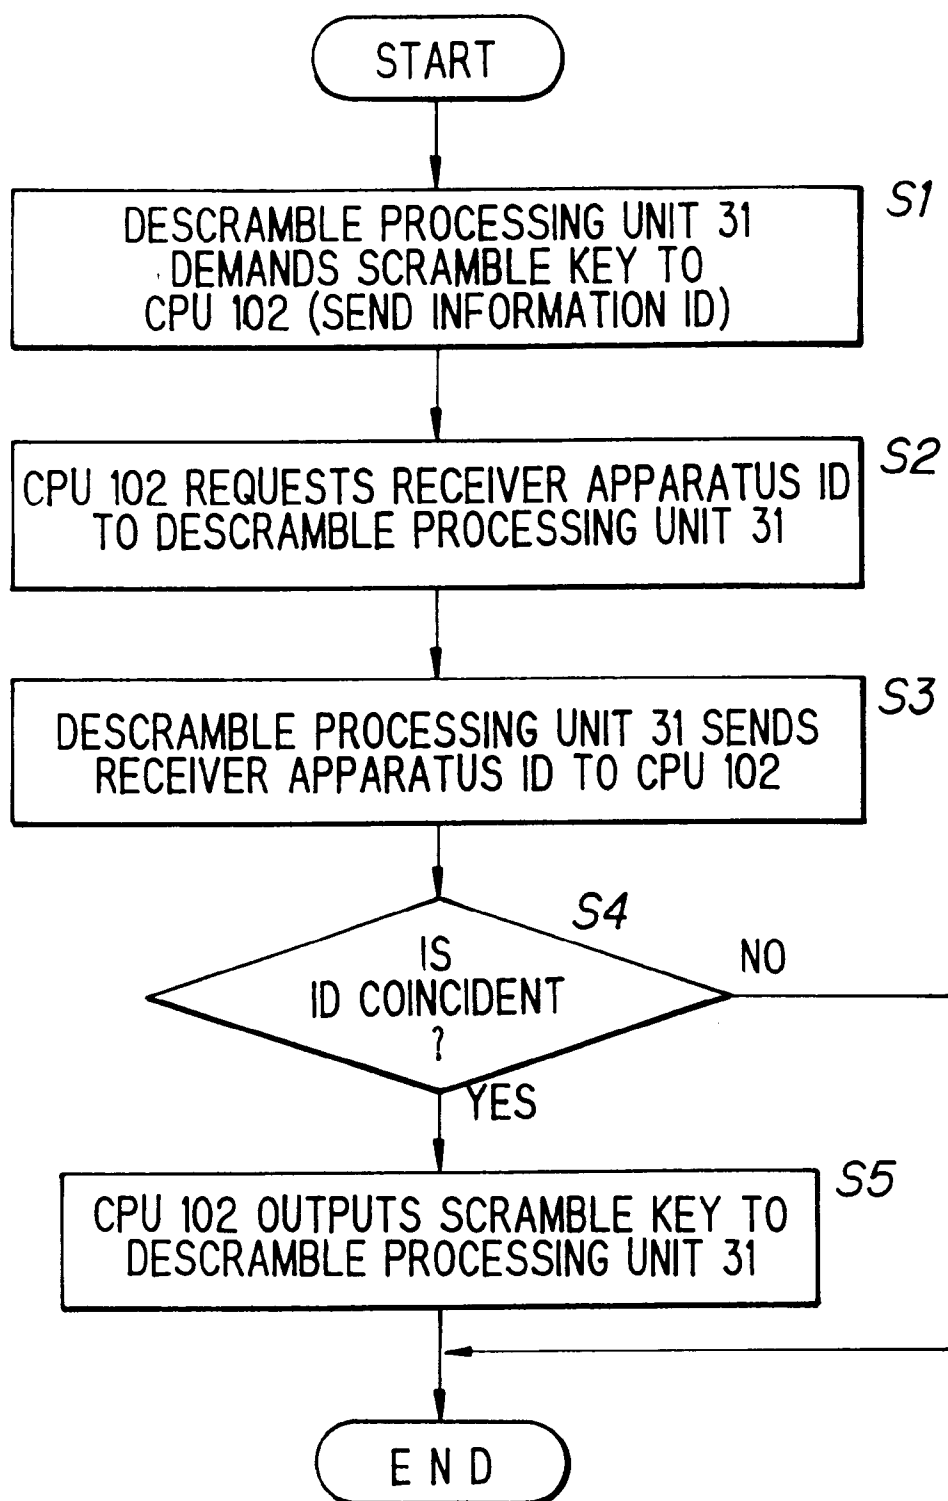 START
S1
DESCRAMBLE PROCESSING UNIT 31
DEMANDS SCRAMBLE KEY TO
CPU 102 (SEND INFORMATION ID)
S2
CPU 102 REQUESTS RECEIVER APPARATUS ID
TO DESCRAMBLE PROCESSING UNIT 31
S3
DESCRAMBLE PROCESSING UNIT 31 SENDS
RECEIVER APPARATUS ID TO CPU 102
S4
IS
ID COINCIDENT
?
NO
YES
S5
CPU 102 OUTPUTS SCRAMBLE KEY TO
DESCRAMBLE PROCESSING UNIT 31
END